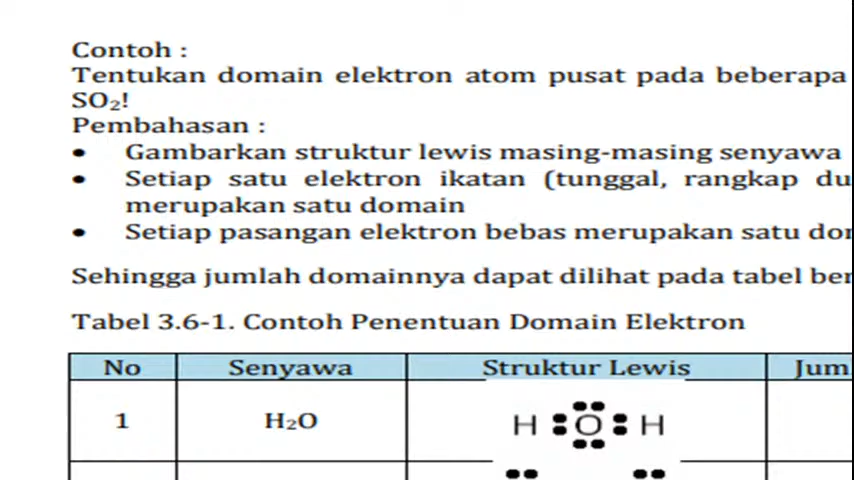 Contoh :
Tentukan domain elektron atom pusat pada beberapa
SO₂!
Pembahasan :
• Gambarkan struktur lewis masing-masing senyawa
• Setiap satu elektron ikatan (tunggal, rangkap du
merupakan satu domain
• Setiap pasangan elektron bebas merupakan satu do
Sehingga jumlah domainnya dapat dilihat pada tabel ber
Tabel 3.6-1. Contoh Penentuan Domain Elektron
No Senyawa Struktur Lewis Jum
1 H₂O H O H